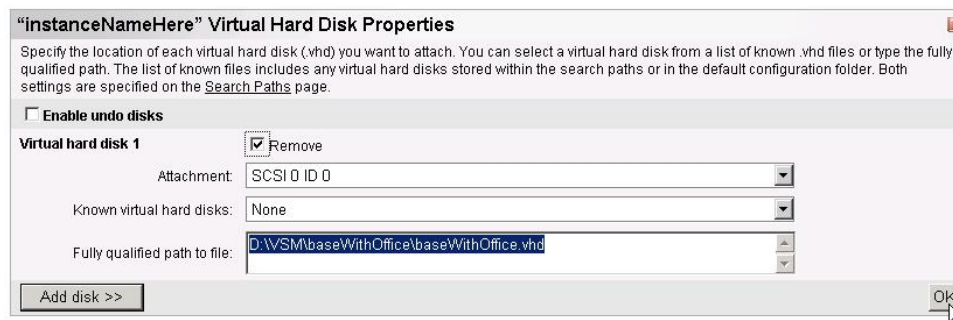 “instanceNameHere” Virtual Hard Disk Properties
Specify the location of each virtual hard disk (.vhd) you want to attach. You can select a virtual hard disk from a list of known .vhd files or type the fully
qualified path. The list of known files includes any virtual hard disks stored within the search paths or in the default configuration folder. Both
settings are specified on the Search Paths page.
Enable undo disks
Virtual hard disk 1
Remove
Attachment: SCSI 0 ID 0
Known virtual hard disks: None
Fully qualified path to file: D:\VSM\baseWithOffice\baseWithOffice.vhd
Add disk >>
OK